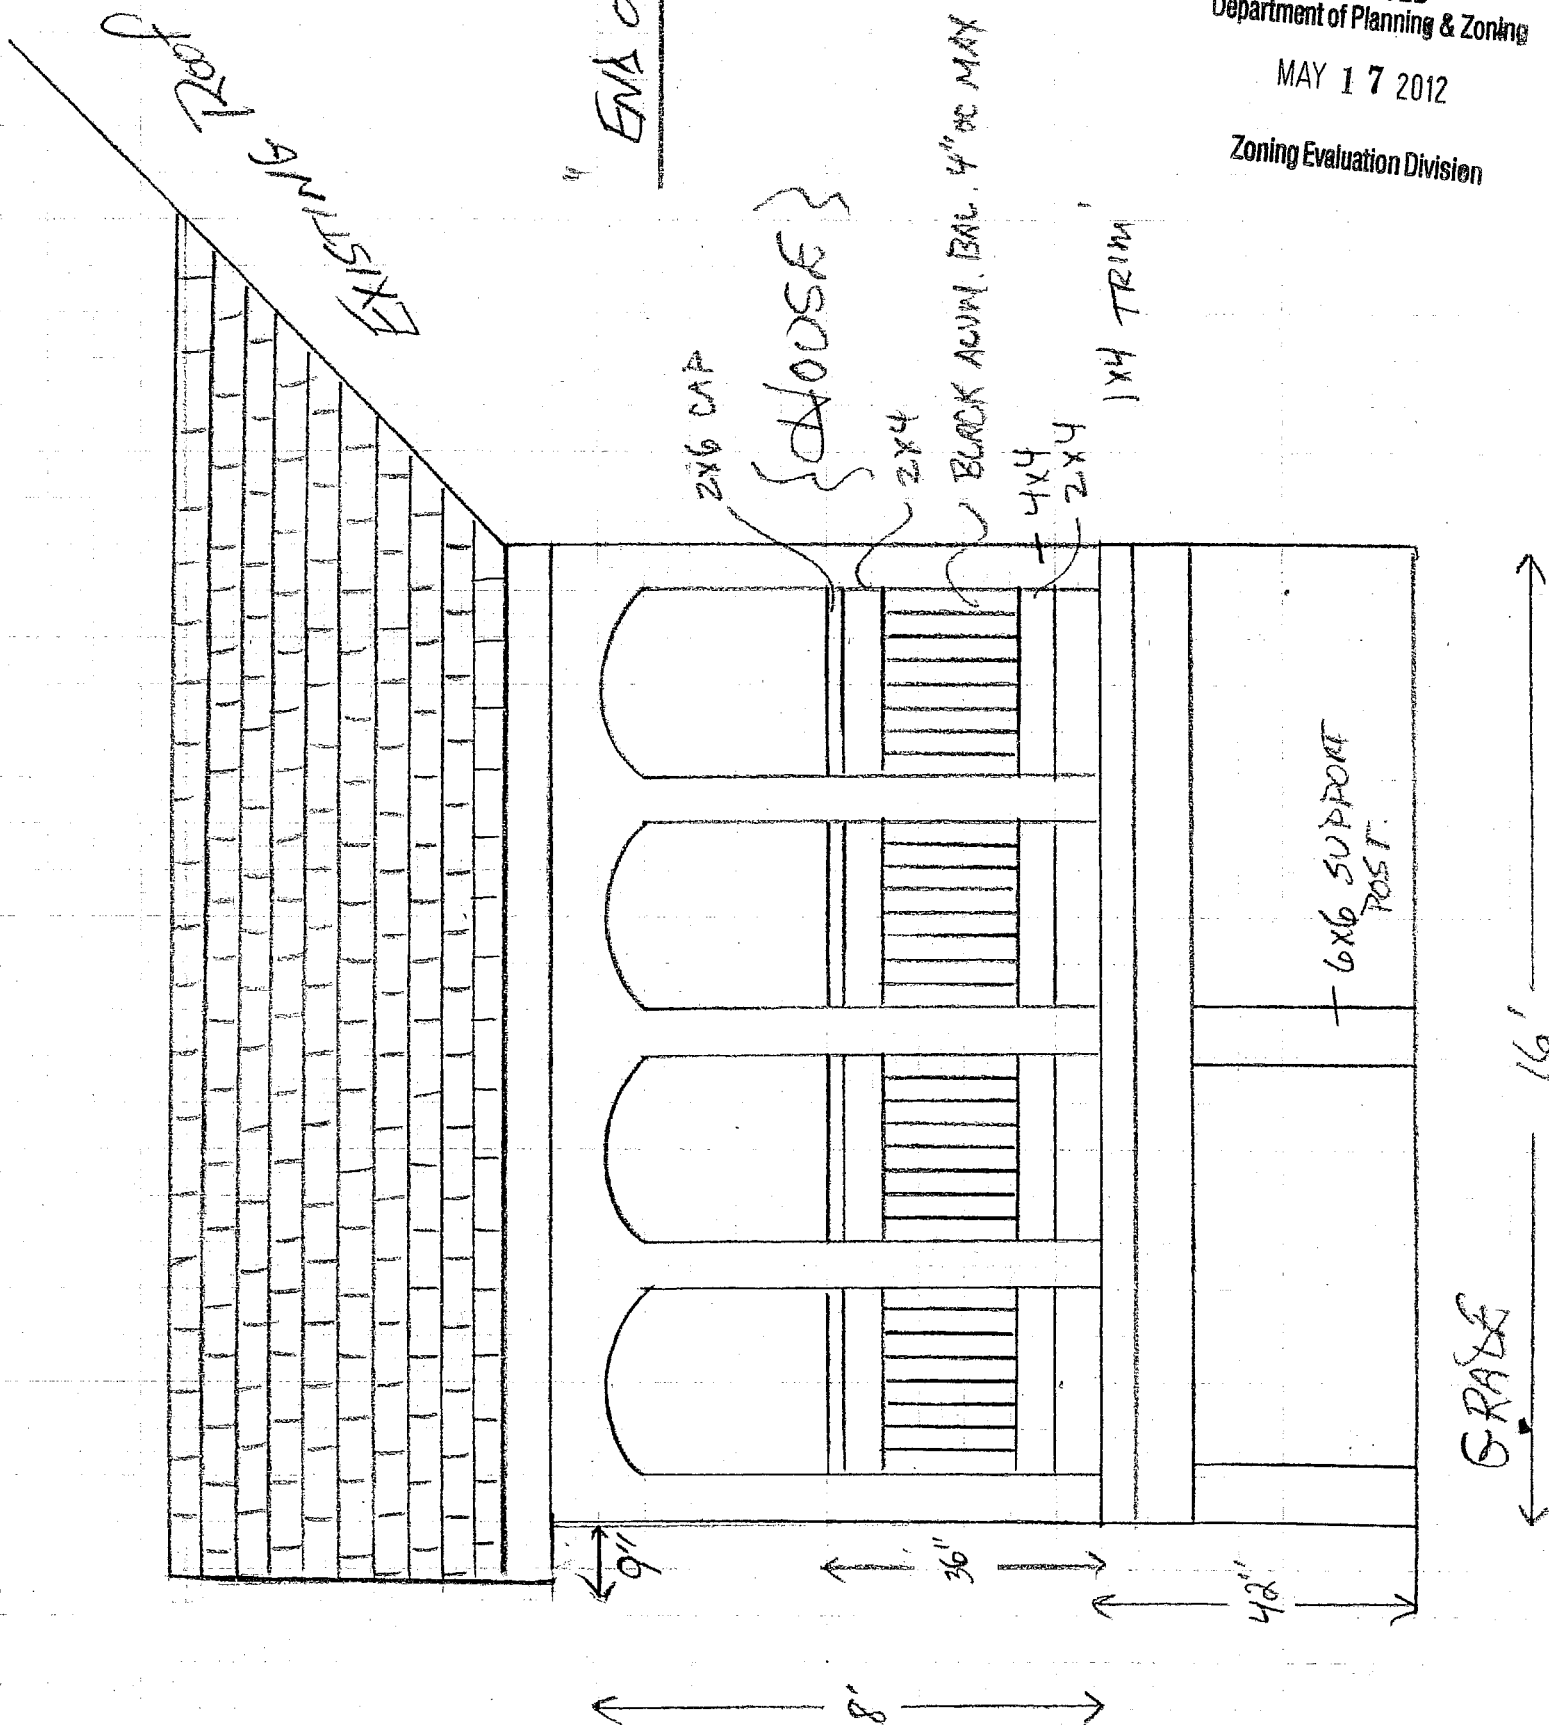 Department of Planning & Zoning
MAY 17 2012
Zoning Evaluation Division
EXISTING ROOF
"
END
2X6 CAP
{HOUSE}
2X4
BLACK ALUM. BAL. 4" OC MAX
4X4
2X4
1X4 TRIM
6X6 SUPPORT
POST.
9"
36"
42"
8'
GRADE
16'